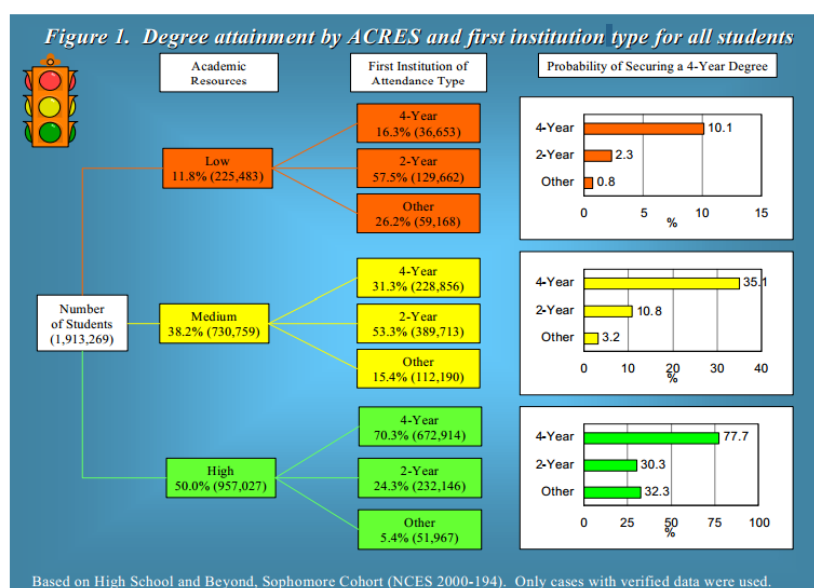 Figure 1. Degree attainment by ACRES and first institution type for all students
Academic
Resources
First Institution of
Attendance Type
Probability of Securing a 4-Year Degree
Number
of Students
(1,913,269)
Low
11.8% (225,483)
4-Year
16.3% (36,653)
2-Year
57.5% (129,662)
Other
26.2% (59,168)
4-Year
10.1
2-Year
2.3
Other
0.8
0 5 10 15
%
Medium
38.2% (730,759)
4-Year
31.3% (228,856)
2-Year
53.3% (389,713)
Other
15.4% (112,190)
4-Year
35.1
2-Year
10.8
Other
3.2
0 10 20 30 40
%
High
50.0% (957,027)
4-Year
70.3% (672,914)
2-Year
24.3% (232,146)
Other
5.4% (51,967)
4-Year
77.7
2-Year
30.3
Other
32.3
0 25 50 75 100
%
Based on High School and Beyond, Sophomore Cohort (NCES 2000-194). Only cases with verified data were used.